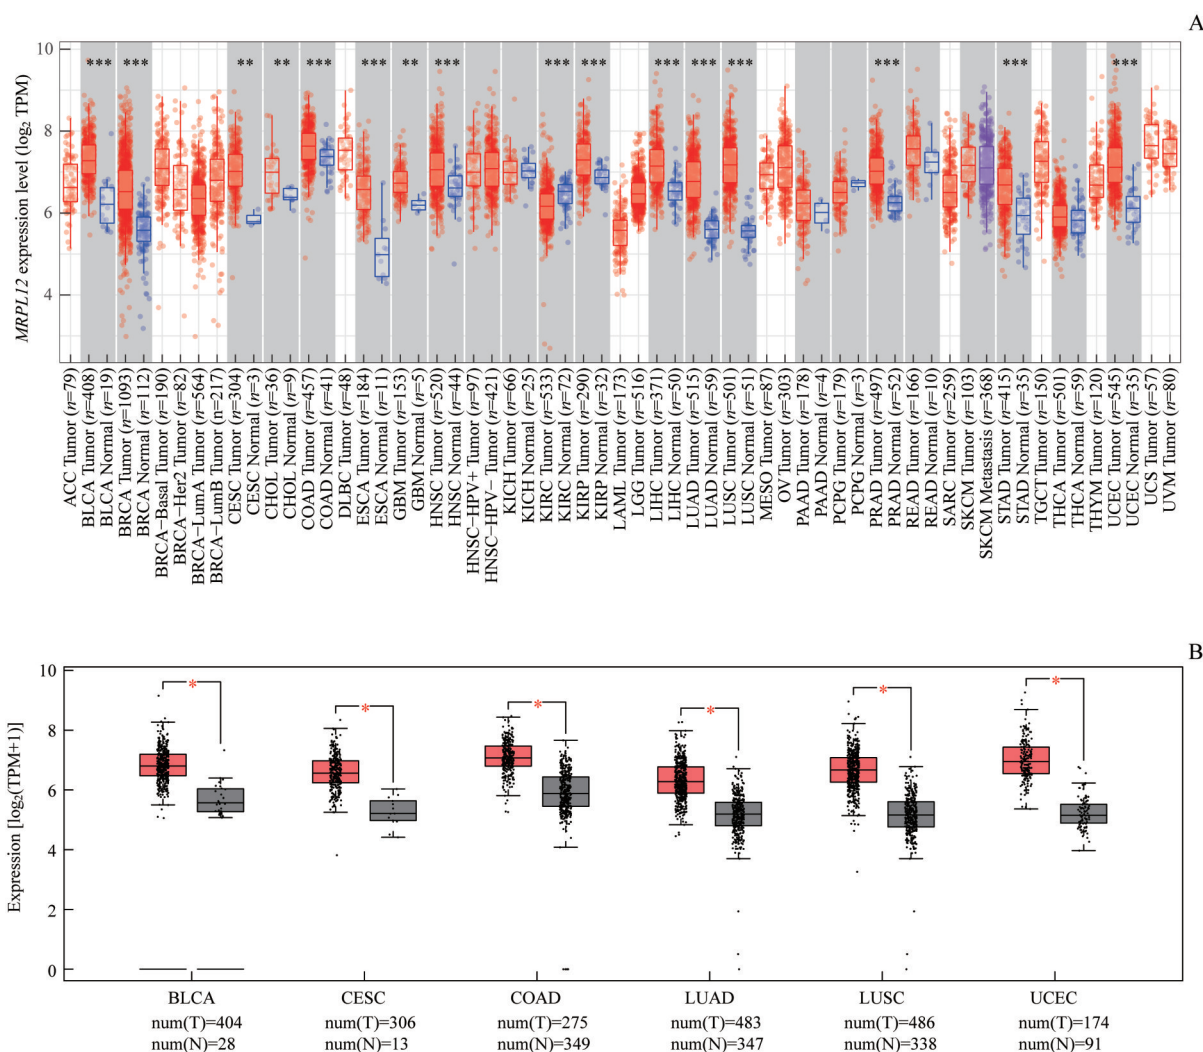 A
*** *** ** ** *** *** ** *** *** *** *** *** *** *** *** ***
MRPL12 expression level (log₂ TPM)
10
8
6
4
ACC Tumor (n=79)
BLCA Tumor (n=408)
BLCA Normal (n=19)
BRCA Tumor (n=1093)
BRCA Normal (n=112)
BRCA−Basal Tumor (n=190)
BRCA−Her2 Tumor (n=82)
BRCA−LumA Tumor (n=564)
BRCA−LumB Tumor (n=217)
CESC Tumor (n=304)
CESC Normal (n=3)
CHOL Tumor (n=36)
CHOL Normal (n=9)
COAD Tumor (n=457)
COAD Normal (n=41)
DLBC Tumor (n=48)
ESCA Tumor (n=184)
ESCA Normal (n=11)
GBM Tumor (n=153)
GBM Normal (n=5)
HNSC Tumor (n=520)
HNSC Normal (n=44)
HNSC−HPV+ Tumor (n=97)
HNSC−HPV− Tumor (n=421)
KICH Tumor (n=66)
KICH Normal (n=25)
KIRC Tumor (n=533)
KIRC Normal (n=72)
KIRP Tumor (n=290)
KIRP Normal (n=32)
LAML Tumor (n=173)
LGG Tumor (n=516)
LIHC Tumor (n=371)
LIHC Normal (n=50)
LUAD Tumor (n=515)
LUAD Normal (n=59)
LUSC Tumor (n=501)
LUSC Normal (n=51)
MESO Tumor (n=87)
OV Tumor (n=303)
PAAD Tumor (n=178)
PAAD Normal (n=4)
PCPG Tumor (n=179)
PCPG Normal (n=3)
PRAD Tumor (n=497)
PRAD Normal (n=52)
READ Tumor (n=166)
READ Normal (n=10)
SARC Tumor (n=259)
SKCM Tumor (n=103)
SKCM Metastasis (n=368)
STAD Tumor (n=415)
STAD Normal (n=35)
TGCT Tumor (n=150)
THCA Tumor (n=501)
THCA Normal (n=59)
THYM Tumor (n=120)
UCEC Tumor (n=545)
UCEC Normal (n=35)
UCS Tumor (n=57)
UVM Tumor (n=80)
B
Expression [log₂(TPM+1)]
10
8
6
4
2
0
* * * * * *
BLCA CESC COAD LUAD LUSC UCEC
num(T)=404 num(T)=306 num(T)=275 num(T)=483 num(T)=486 num(T)=174
num(N)=28 num(N)=13 num(N)=349 num(N)=347 num(N)=338 num(N)=91